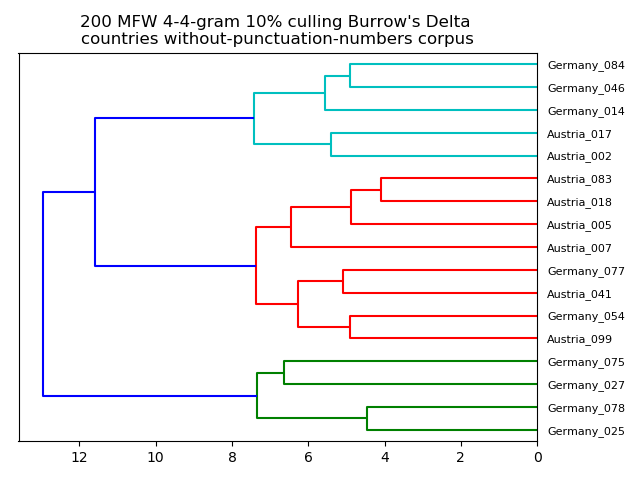 200 MFW 4-4-gram 10% culling Burrow's Delta
countries without-punctuation-numbers corpus
Germany_084
Germany_046
Germany_014
Austria_017
Austria_002
Austria_083
Austria_018
Austria_005
Austria_007
Germany_077
Austria_041
Germany_054
Austria_099
Germany_075
Germany_027
Germany_078
Germany_025
12 10 8 6 4 2 0